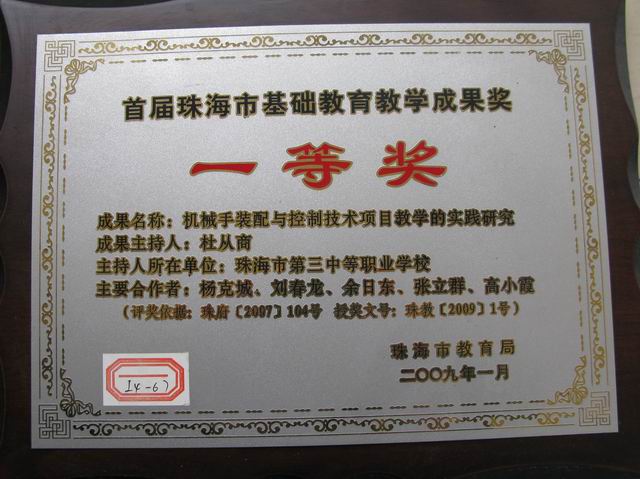 首届珠海市基础教育教学成果奖
一等奖
成果名称：机械手装配与控制技术项目教学的实践研究
成果主持人：杜从商
主持人所在单位：珠海市第三中等职业学校
主要合作者：杨克城、刘春龙、余日东、张立群、高小霞
（评奖依据：珠府〔2007〕104号 授奖文号：珠教〔2009〕1号）
珠海市教育局
二〇〇九年一月
I4-67